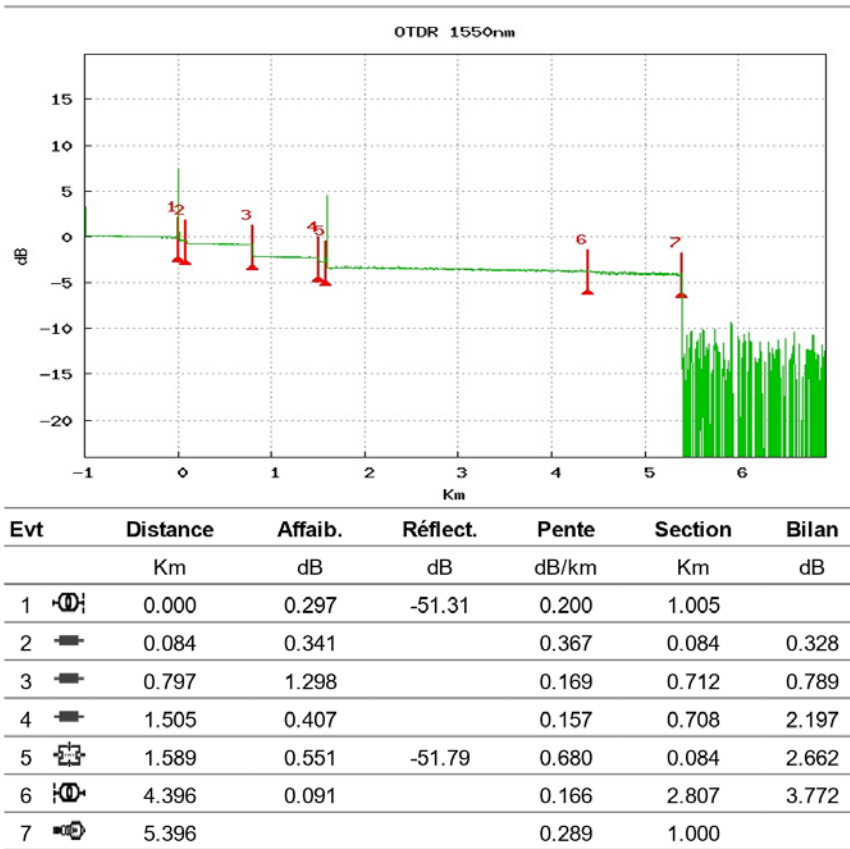 OTDR 1550nm
15
10
5
0
-5
-10
-15
-20
dB
1 2 3 4 5 6 7
-1 0 1 2 3 4 5 6
Km
Evt Distance Affaib. Réflect. Pente Section Bilan
Km dB dB dB/km Km dB
1 0.000 0.297 -51.31 0.200 1.005
2 0.084 0.341 0.367 0.084 0.328
3 0.797 1.298 0.169 0.712 0.789
4 1.505 0.407 0.157 0.708 2.197
5 1.589 0.551 -51.79 0.680 0.084 2.662
6 4.396 0.091 0.166 2.807 3.772
7 5.396 0.289 1.000